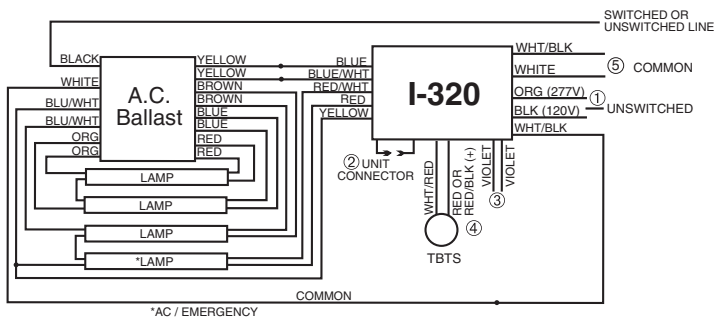 SWITCHED OR
UNSWITCHED LINE
BLACK
WHITE
BLU/WHT
BLU/WHT
ORG
ORG
A.C.
Ballast
YELLOW
YELLOW
BROWN
BROWN
BLUE
BLUE
RED
RED
BLUE
BLUE/WHT
RED/WHT
RED
YELLOW
I-320
WHT/BLK
WHITE
⑤ COMMON
ORG (277V)
①
BLK (120V)
UNSWITCHED
WHT/BLK
② UNIT
CONNECTOR
WHT/RED
RED OR
RED/BLK (+)
④
VIOLET
VIOLET
③
TBTS
LAMP
LAMP
LAMP
*LAMP
COMMON
*AC / EMERGENCY